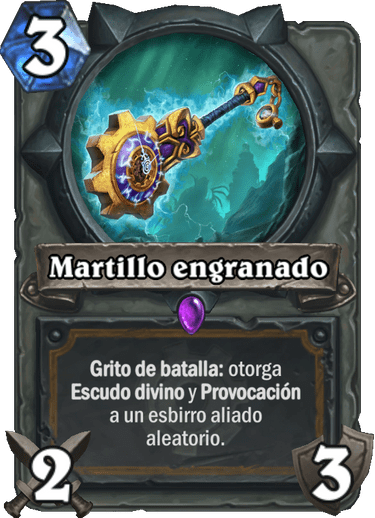 3
Martillo engranado
Grito de batalla: otorga
Escudo divino y Provocación
a un esbirro aliado
aleatorio.
2
3